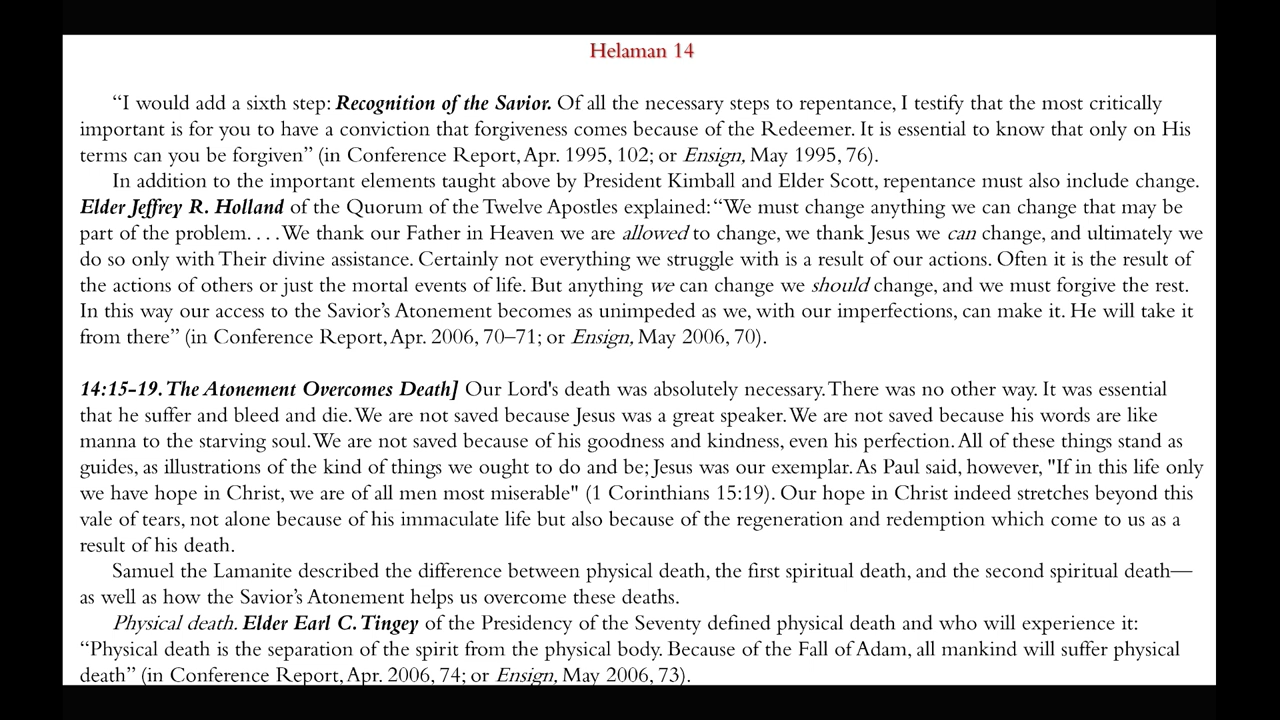 Helaman 14
“I would add a sixth step: Recognition of the Savior. Of all the necessary steps to repentance, I testify that the most critically
important is for you to have a conviction that forgiveness comes because of the Redeemer. It is essential to know that only on His
terms can you be forgiven” (in Conference Report, Apr. 1995, 102; or Ensign, May 1995, 76).
In addition to the important elements taught above by President Kimball and Elder Scott, repentance must also include change.
Elder Jeffrey R. Holland of the Quorum of the Twelve Apostles explained: “We must change anything we can change that may be
part of the problem. . . . We thank our Father in Heaven we are allowed to change, we thank Jesus we can change, and ultimately we
do so only with Their divine assistance. Certainly not everything we struggle with is a result of our actions. Often it is the result of
the actions of others or just the mortal events of life. But anything we can change we should change, and we must forgive the rest.
In this way our access to the Savior’s Atonement becomes as unimpeded as we, with our imperfections, can make it. He will take it
from there” (in Conference Report, Apr. 2006, 70–71; or Ensign, May 2006, 70).
14:15-19. The Atonement Overcomes Death] Our Lord's death was absolutely necessary. There was no other way. It was essential
that he suffer and bleed and die. We are not saved because Jesus was a great speaker. We are not saved because his words are like
manna to the starving soul. We are not saved because of his goodness and kindness, even his perfection. All of these things stand as
guides, as illustrations of the kind of things we ought to do and be; Jesus was our exemplar. As Paul said, however, "If in this life only
we have hope in Christ, we are of all men most miserable" (1 Corinthians 15:19). Our hope in Christ indeed stretches beyond this
vale of tears, not alone because of his immaculate life but also because of the regeneration and redemption which come to us as a
result of his death.
Samuel the Lamanite described the difference between physical death, the first spiritual death, and the second spiritual death—
as well as how the Savior’s Atonement helps us overcome these deaths.
Physical death. Elder Earl C. Tingey of the Presidency of the Seventy defined physical death and who will experience it:
“Physical death is the separation of the spirit from the physical body. Because of the Fall of Adam, all mankind will suffer physical
death” (in Conference Report, Apr. 2006, 74; or Ensign, May 2006, 73).